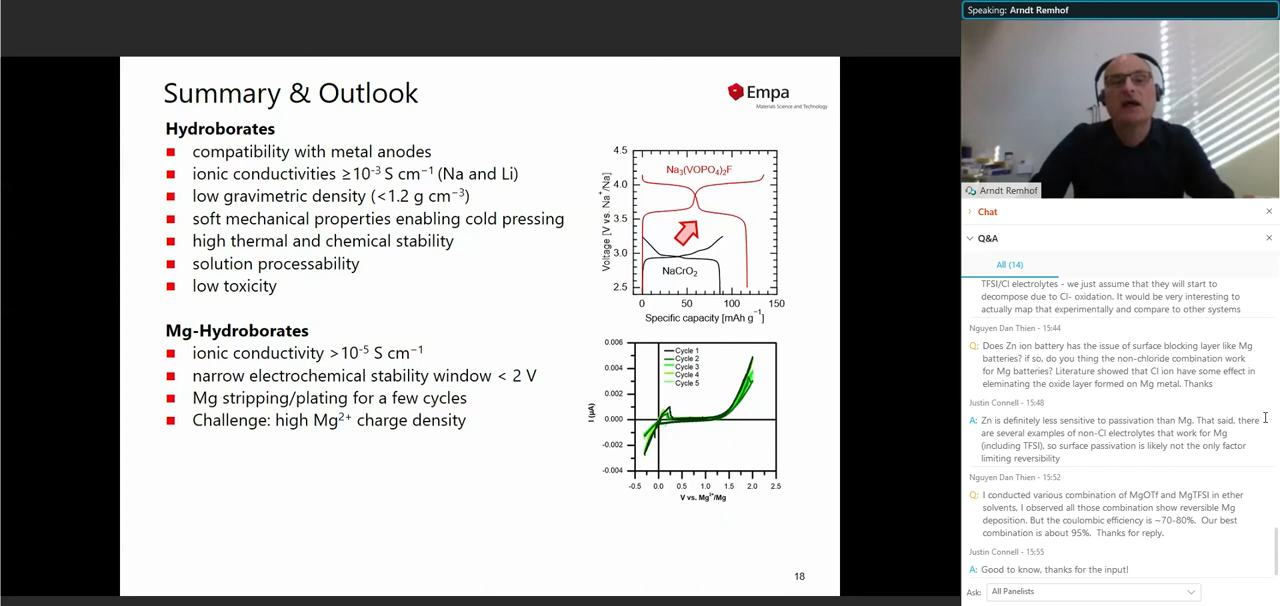 Summary & Outlook
Empa
Materials Science and Technology
Hydroborates
compatibility with metal anodes
ionic conductivities ≥10⁻³ S cm⁻¹ (Na and Li)
low gravimetric density (<1.2 g cm⁻³)
soft mechanical properties enabling cold pressing
high thermal and chemical stability
solution processability
low toxicity
Mg-Hydroborates
ionic conductivity >10⁻⁵ S cm⁻¹
narrow electrochemical stability window < 2 V
Mg stripping/plating for a few cycles
Challenge: high Mg²⁺ charge density
4.5
4.0
3.5
3.0
2.5
Voltage [V vs. Na⁺/Na]
Na₃(VOPO₄)₂F
NaCrO₂
0 50 100 150
Specific capacity [mAh g⁻¹]
0.006
0.004
0.002
0.000
-0.002
-0.004
I (µA)
Cycle 1
Cycle 2
Cycle 3
Cycle 4
Cycle 5
-0.5 0.0 0.5 1.0 1.5 2.0 2.5
V vs. Mg²⁺/Mg
18
Speaking: Arndt Remhof
Arndt Remhof
Chat
Q&A
All (14)
TFSI/Cl electrolytes - we just assume that they will start to
decompose due to Cl- oxidation. It would be very interesting to
actually map that experimentally and compare to other systems
Nguyen Dan Thien - 15:44
Q: Does Zn ion battery has the issue of surface blocking layer like Mg
batteries? if so, do you thing the non-chloride combination work
for Mg batteries? Literature showed that Cl ion have some effect in
eleminating the oxide layer formed on Mg metal. Thanks
Justin Connell - 15:48
A: Zn is definitely less sensitive to passivation than Mg. That said, there
are several examples of non-Cl electrolytes that work for Mg
(including TFSI), so surface passivation is likely not the only factor
limiting reversibility
Nguyen Dan Thien - 15:52
Q: I conducted various combination of MgOTf and MgTFSI in ether
solvents, I observed all those combination show reversible Mg
deposition. But the coulombic efficiency is ~70-80%. Our best
combination is about 95%. Thanks for reply.
Justin Connell - 15:55
A: Good to know, thanks for the input!
Ask: All Panelists